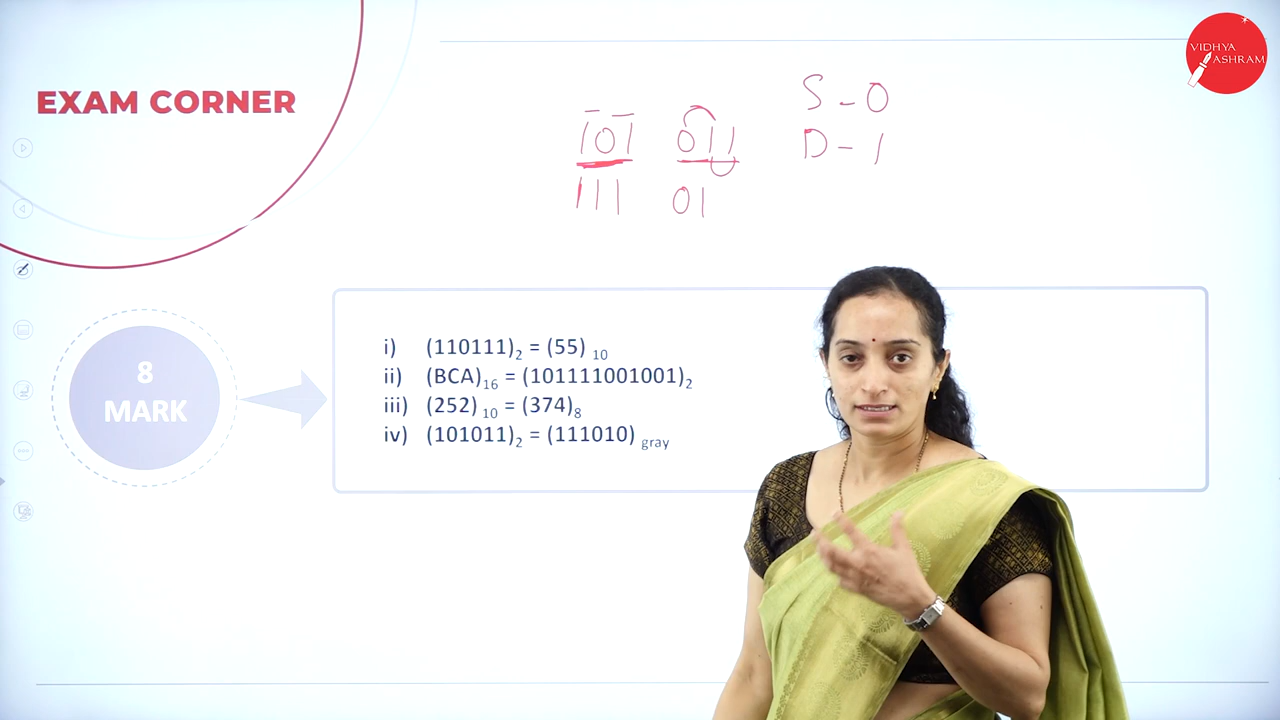 VIDHYA
ASHRAM
EXAM CORNER
S - 0
101 011
D - 1
111 01
8
MARK
i) (110111)2 = (55) 10
ii) (BCA)16 = (101111001001)2
iii) (252) 10 = (374)8
iv) (101011)2 = (111010) gray